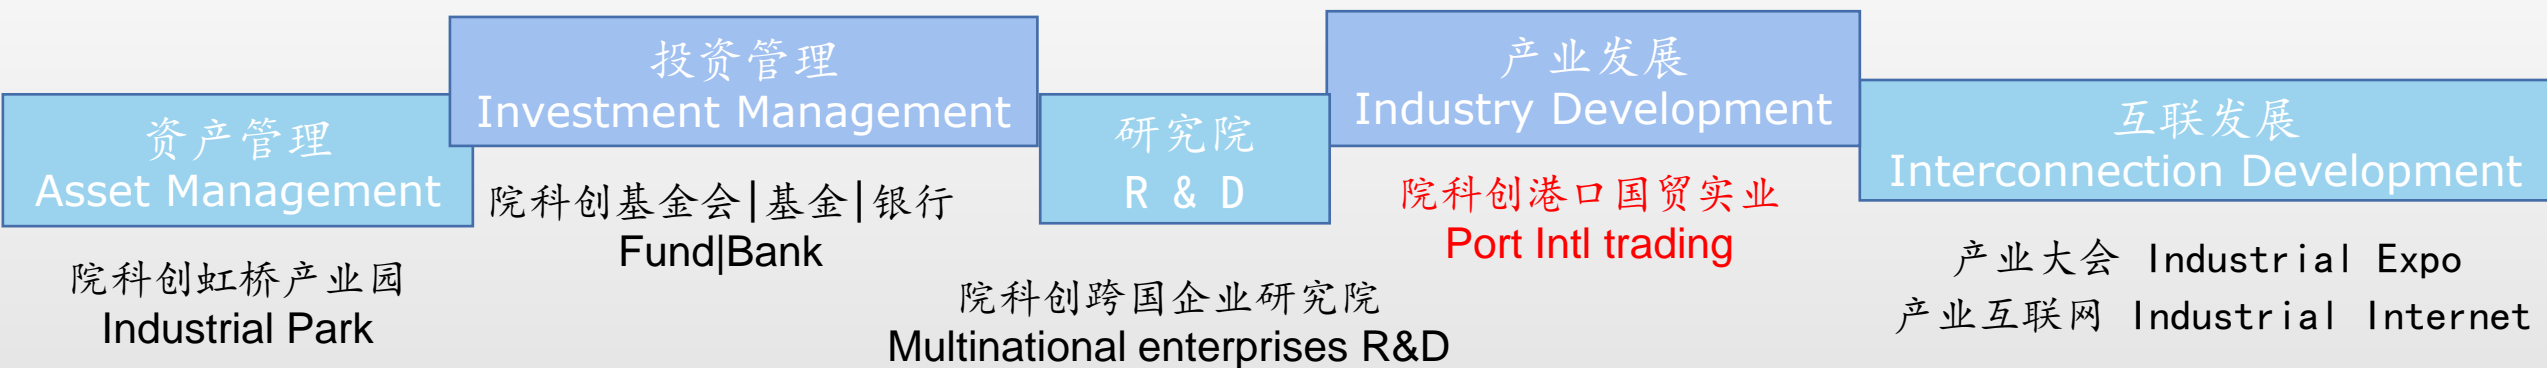 资产管理
Asset Management
院科创虹桥产业园
Industrial Park
投资管理
Investment Management
院科创基金会|基金|银行
Fund|Bank
研究院
R & D
院科创跨国企业研究院
Multinational enterprises R&D
产业发展
Industry Development
院科创港口国贸实业
Port Intl trading
互联发展
Interconnection Development
产业大会 Industrial Expo
产业互联网 Industrial Internet